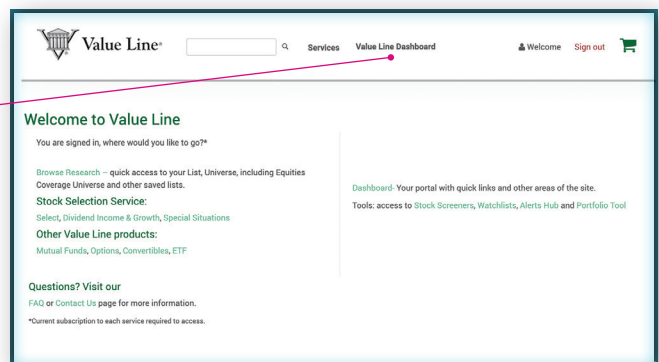 Value Line®
Services
Value Line Dashboard
Welcome
Sign out
Welcome to Value Line
You are signed in, where would you like to go?*
Browse Research – quick access to your List, Universe, including Equities
Coverage Universe and other saved lists.
Stock Selection Service:
Select, Dividend Income & Growth, Special Situations
Other Value Line products:
Mutual Funds, Options, Convertibles, ETF
Dashboard- Your portal with quick links and other areas of the site.
Tools: access to Stock Screeners, Watchlists, Alerts Hub and Portfolio Tool
Questions? Visit our
FAQ or Contact Us page for more information.
*Current subscription to each service required to access.